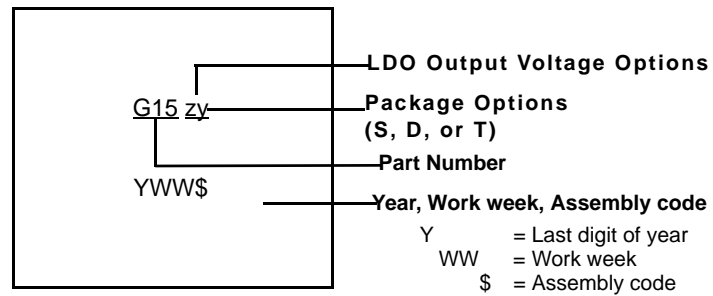 LDO Output Voltage Options
G15 zy
Package Options
(S, D, or T)
Part Number
YWW$
Year, Work week, Assembly code
Y = Last digit of year
WW = Work week
$ = Assembly code